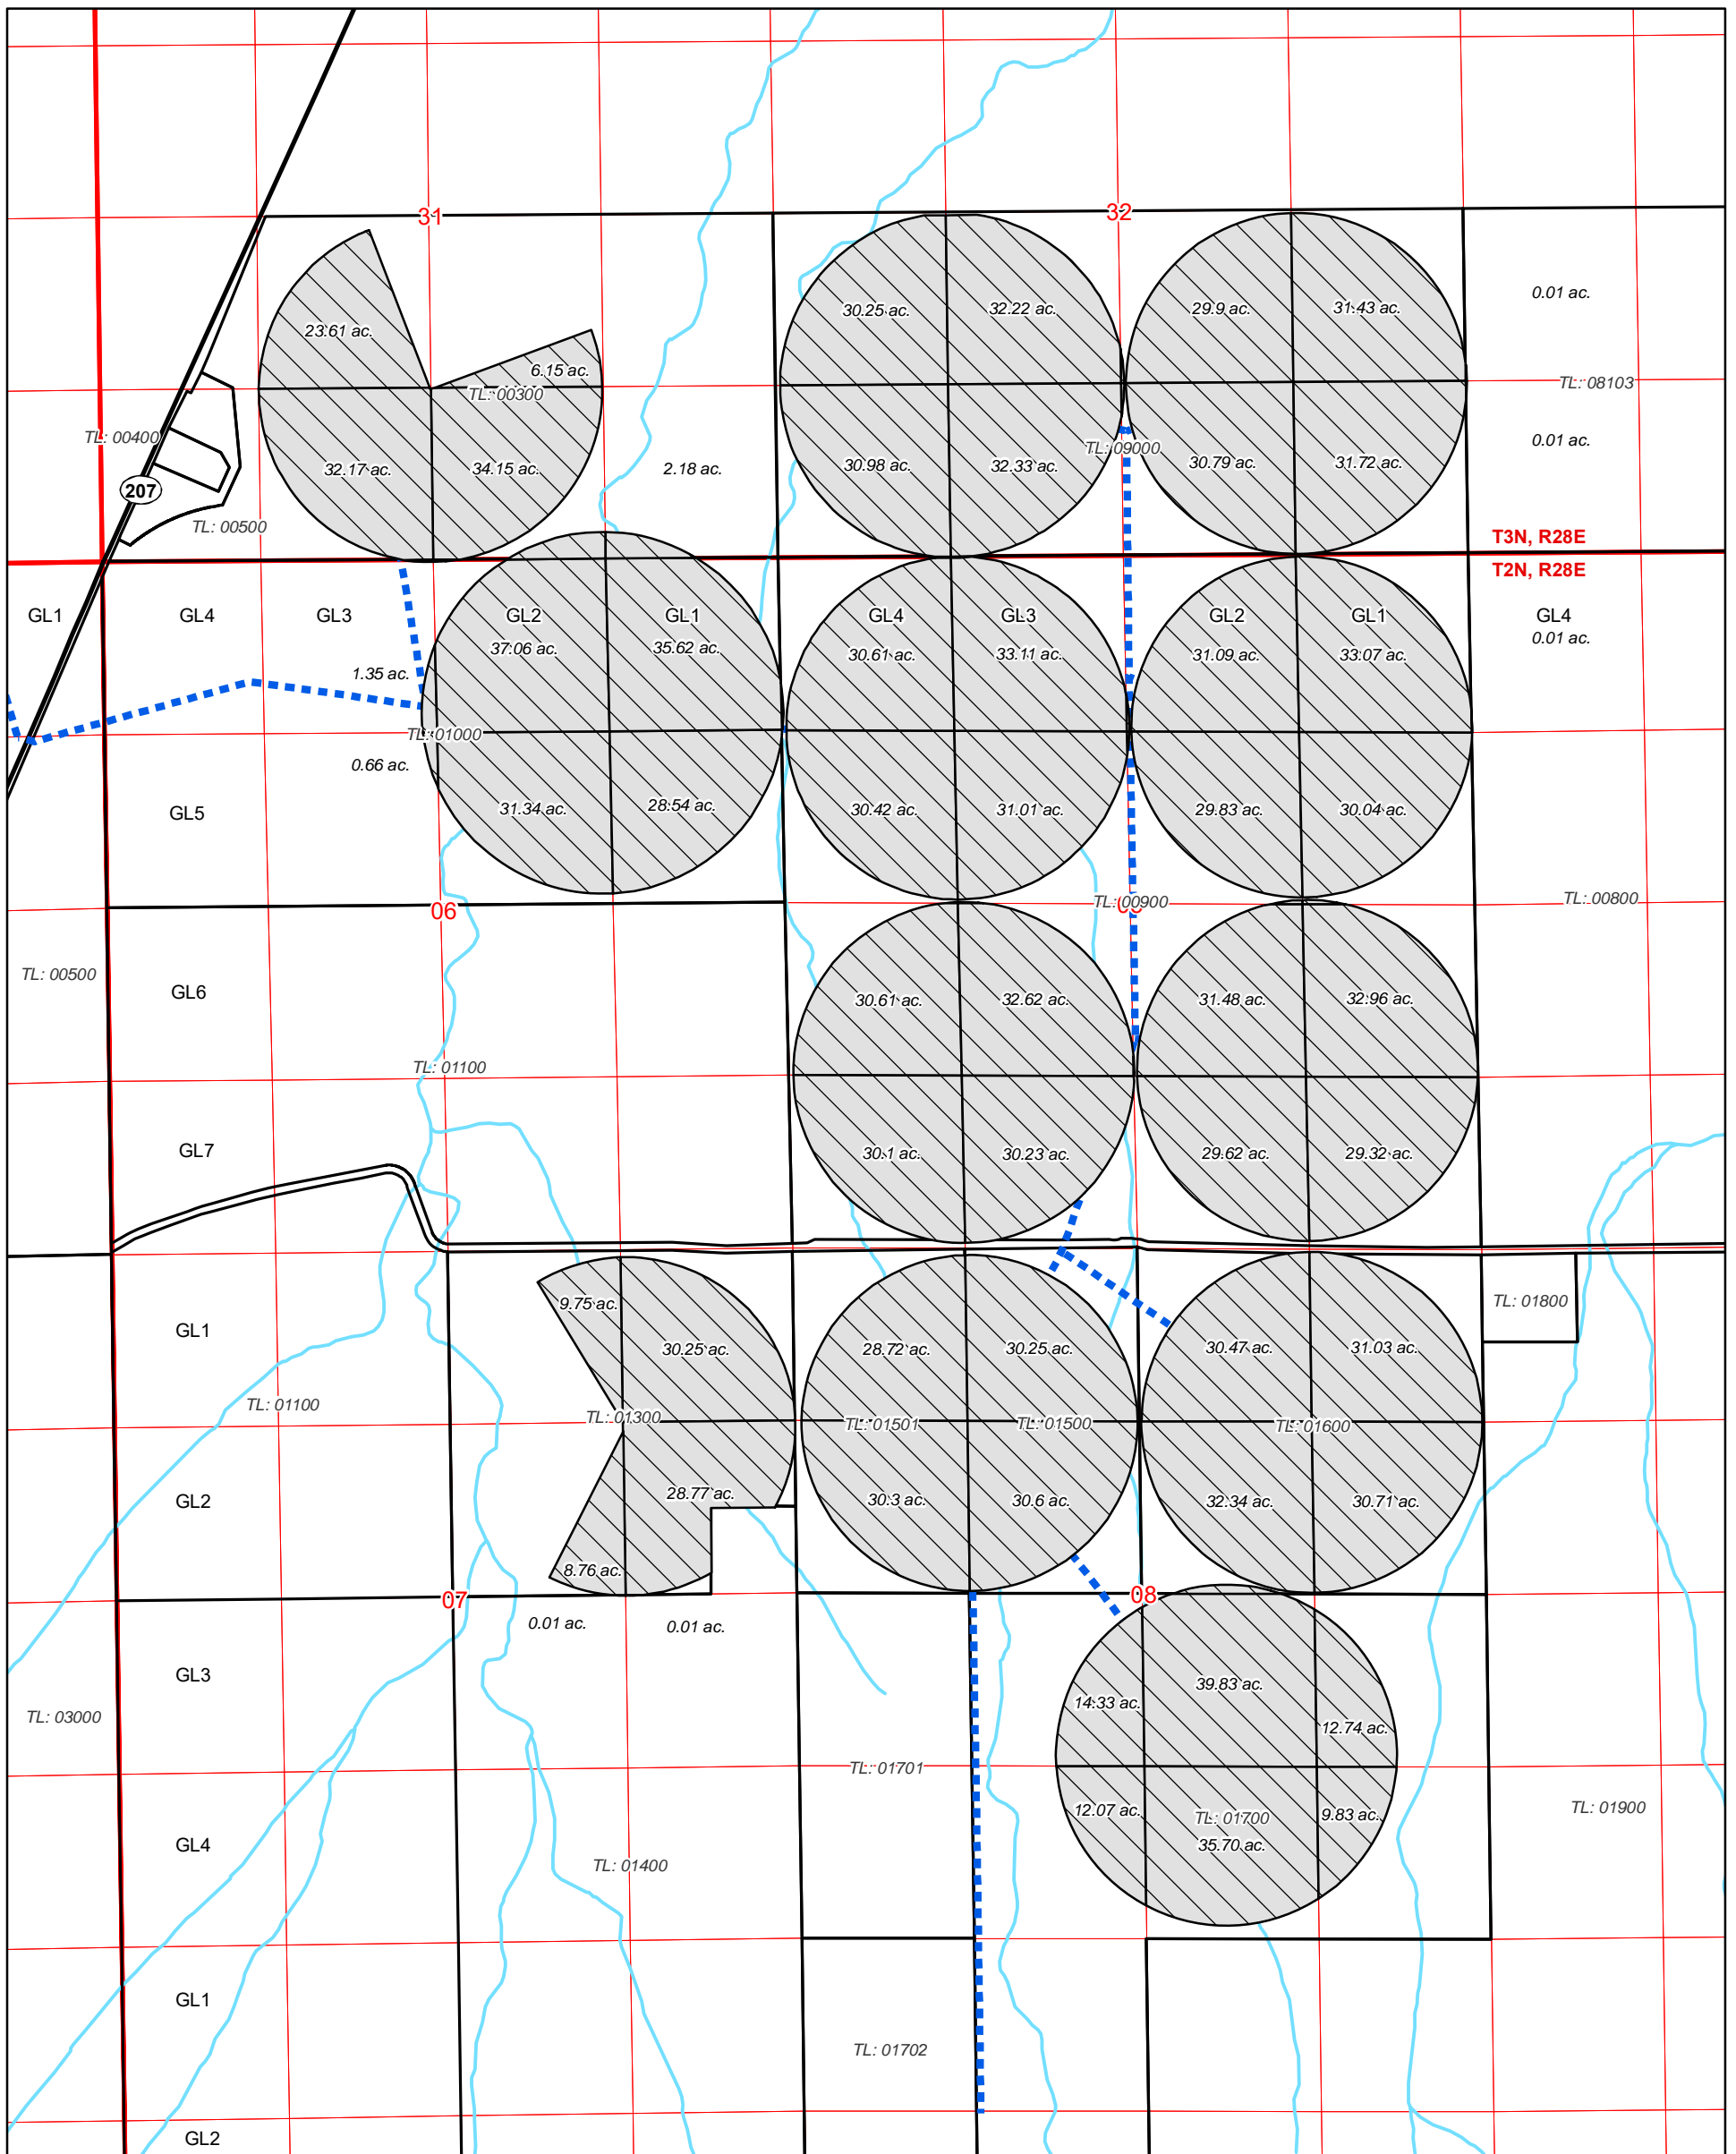 31
32
30.25 ac.
32.22 ac.
29.9 ac.
31.43 ac.
0.01 ac.
23.61 ac.
6.15 ac.
TL: 00300
TL: 08103
TL: 00400
32.17 ac.
34.15 ac.
2.18 ac.
30.98 ac.
32.33 ac.
TL: 09000
30.79 ac.
31.72 ac.
0.01 ac.
207
TL: 00500
T3N, R28E
T2N, R28E
GL1
GL4
GL3
GL2
GL1
GL4
GL3
GL2
GL1
GL4
37.06 ac.
35.62 ac.
30.61 ac.
33.11 ac.
31.09 ac.
33.07 ac.
0.01 ac.
1.35 ac.
TL: 01000
0.66 ac.
GL5
31.34 ac.
28.54 ac.
30.42 ac.
31.01 ac.
29.83 ac.
30.04 ac.
06
TL: 00900
TL: 00800
TL: 00500
GL6
30.61 ac.
32.62 ac.
31.48 ac.
32.96 ac.
TL: 01100
GL7
30.1 ac.
30.23 ac.
29.62 ac.
29.32 ac.
9.75 ac.
TL: 01800
GL1
30.25 ac.
28.72 ac.
30.25 ac.
30.47 ac.
31.03 ac.
TL: 01100
TL: 01300
TL: 01501
TL: 01500
TL: 01600
GL2
28.77 ac.
30.3 ac.
30.6 ac.
32.34 ac.
30.71 ac.
8.76 ac.
07
08
0.01 ac.
0.01 ac.
GL3
39.83 ac.
14.33 ac.
TL: 03000
12.74 ac.
TL: 01701
12.07 ac.
TL: 01700
9.83 ac.
TL: 01900
GL4
35.70 ac.
TL: 01400
GL1
TL: 01702
GL2